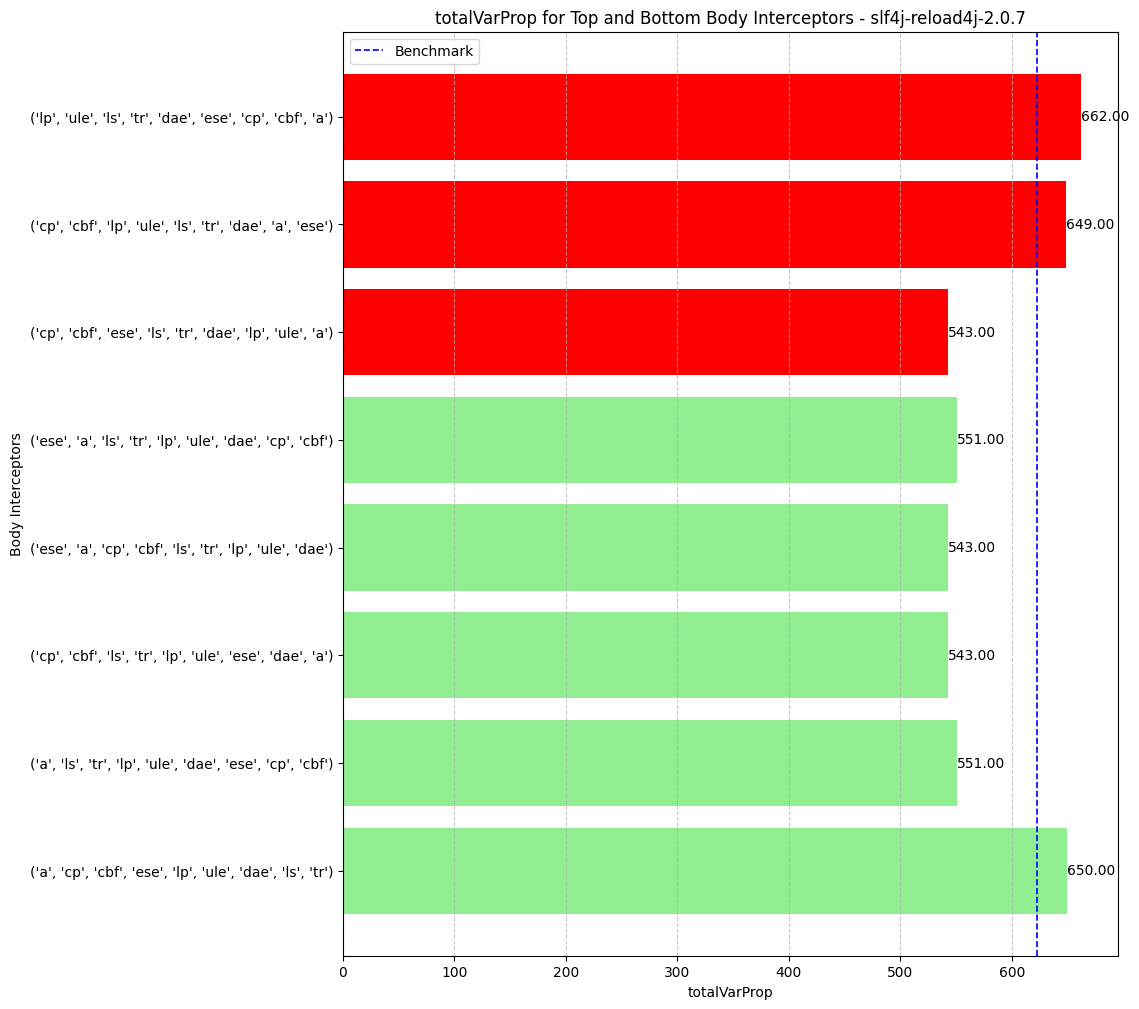 totalVarProp for Top and Bottom Body Interceptors - slf4j-reload4j-2.0.7
Benchmark
('lp', 'ule', 'ls', 'tr', 'dae', 'ese', 'cp', 'cbf', 'a')
662.00
('cp', 'cbf', 'lp', 'ule', 'ls', 'tr', 'dae', 'a', 'ese')
649.00
('cp', 'cbf', 'ese', 'ls', 'tr', 'dae', 'lp', 'ule', 'a')
543.00
('ese', 'a', 'ls', 'tr', 'lp', 'ule', 'dae', 'cp', 'cbf')
551.00
('ese', 'a', 'cp', 'cbf', 'ls', 'tr', 'lp', 'ule', 'dae')
543.00
('cp', 'cbf', 'ls', 'tr', 'lp', 'ule', 'ese', 'dae', 'a')
543.00
('a', 'ls', 'tr', 'lp', 'ule', 'dae', 'ese', 'cp', 'cbf')
551.00
('a', 'cp', 'cbf', 'ese', 'lp', 'ule', 'dae', 'ls', 'tr')
650.00
Body Interceptors
0 100 200 300 400 500 600
totalVarProp